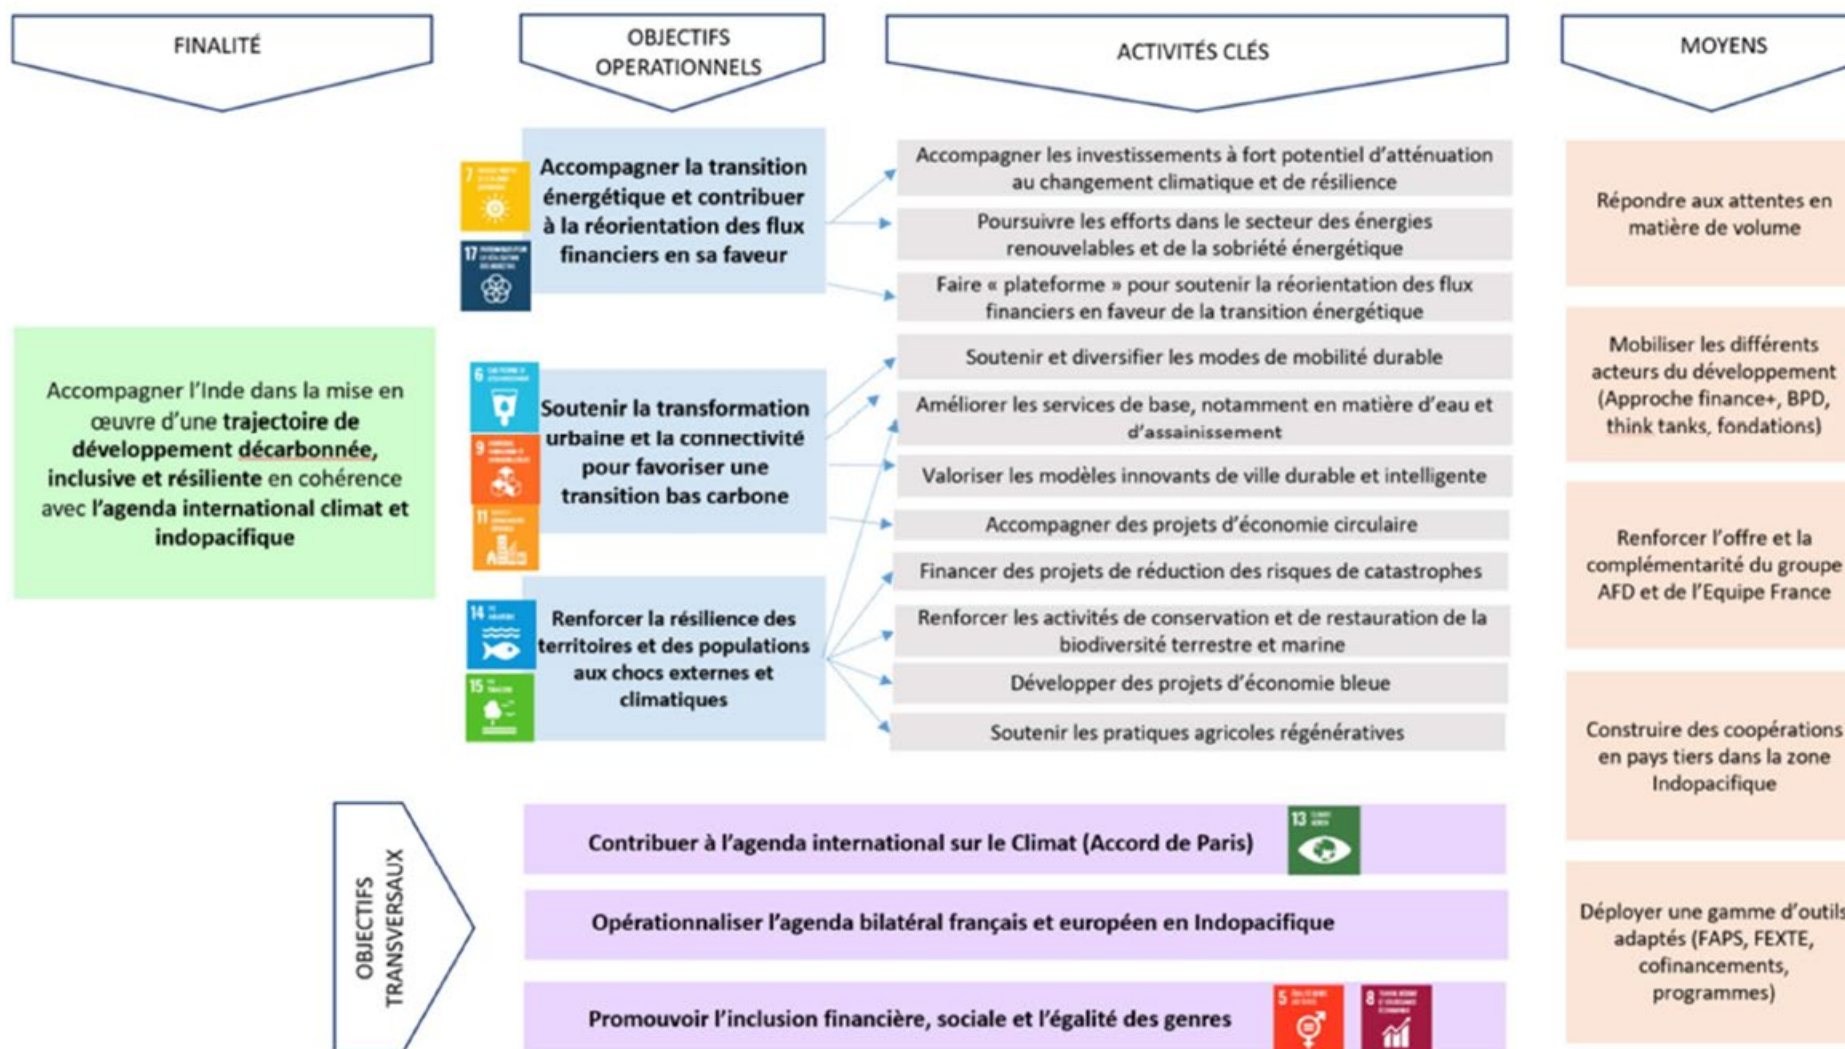 FINALITÉ
OBJECTIFS
OPERATIONNELS
ACTIVITÉS CLÉS
MOYENS
Accompagner l'Inde dans la mise en
œuvre d'une trajectoire de
développement décarbonnée,
inclusive et résiliente en cohérence
avec l'agenda international climat et
indopacifique
7
17
Accompagner la transition
énergétique et contribuer
à la réorientation des flux
financiers en sa faveur
6
9
11
Soutenir la transformation
urbaine et la connectivité
pour favoriser une
transition bas carbone
14
15
Renforcer la résilience des
territoires et des populations
aux chocs externes et
climatiques
Accompagner les investissements à fort potentiel d'atténuation
au changement climatique et de résilience
Poursuivre les efforts dans le secteur des énergies
renouvelables et de la sobriété énergétique
Faire « plateforme » pour soutenir la réorientation des flux
financiers en faveur de la transition énergétique
Soutenir et diversifier les modes de mobilité durable
Améliorer les services de base, notamment en matière d'eau et
d'assainissement
Valoriser les modèles innovants de ville durable et intelligente
Accompagner des projets d'économie circulaire
Financer des projets de réduction des risques de catastrophes
Renforcer les activités de conservation et de restauration de la
biodiversité terrestre et marine
Développer des projets d'économie bleue
Soutenir les pratiques agricoles régénératives
Répondre aux attentes en
matière de volume
Mobiliser les différents
acteurs du développement
(Approche finance+, BPD,
think tanks, fondations)
Renforcer l'offre et la
complémentarité du groupe
AFD et de l'Equipe France
Construire des coopérations
en pays tiers dans la zone
Indopacifique
Déployer une gamme d'outils
adaptés (FAPS, FEXTE,
cofinancements,
programmes)
OBJECTIFS
TRANSVERSAUX
Contribuer à l'agenda international sur le Climat (Accord de Paris)
13
Opérationnaliser l'agenda bilatéral français et européen en Indopacifique
Promouvoir l'inclusion financière, sociale et l'égalité des genres
5
8